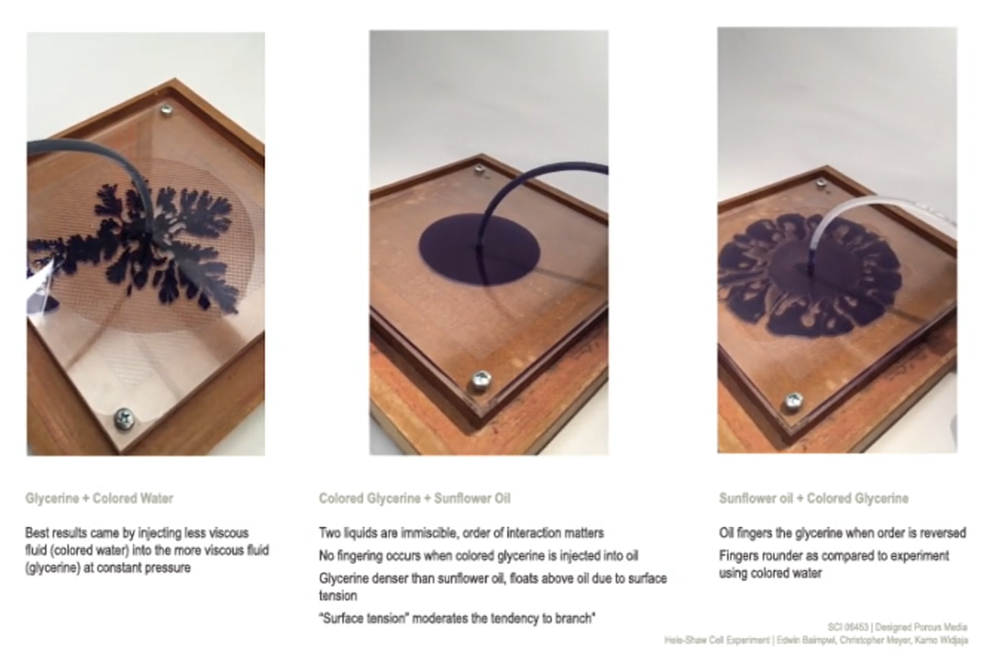 Glycerine + Colored Water
Best results came by injecting less viscous
fluid (colored water) into the more viscous fluid
(glycerine) at constant pressure
Colored Glycerine + Sunflower Oil
Two liquids are immiscible, order of interaction matters
No fingering occurs when colored glycerine is injected into oil
Glycerine denser than sunflower oil, floats above oil due to surface
tension
"Surface tension" moderates the tendency to branch"
Sunflower oil + Colored Glycerine
Oil fingers the glycerine when order is reversed
Fingers rounder as compared to experiment
using colored water
SCI 06453 | Designed Porous Media
Hele-Shaw Cell Experiment | Edwin Christopher Meyer, Karno Widjaja